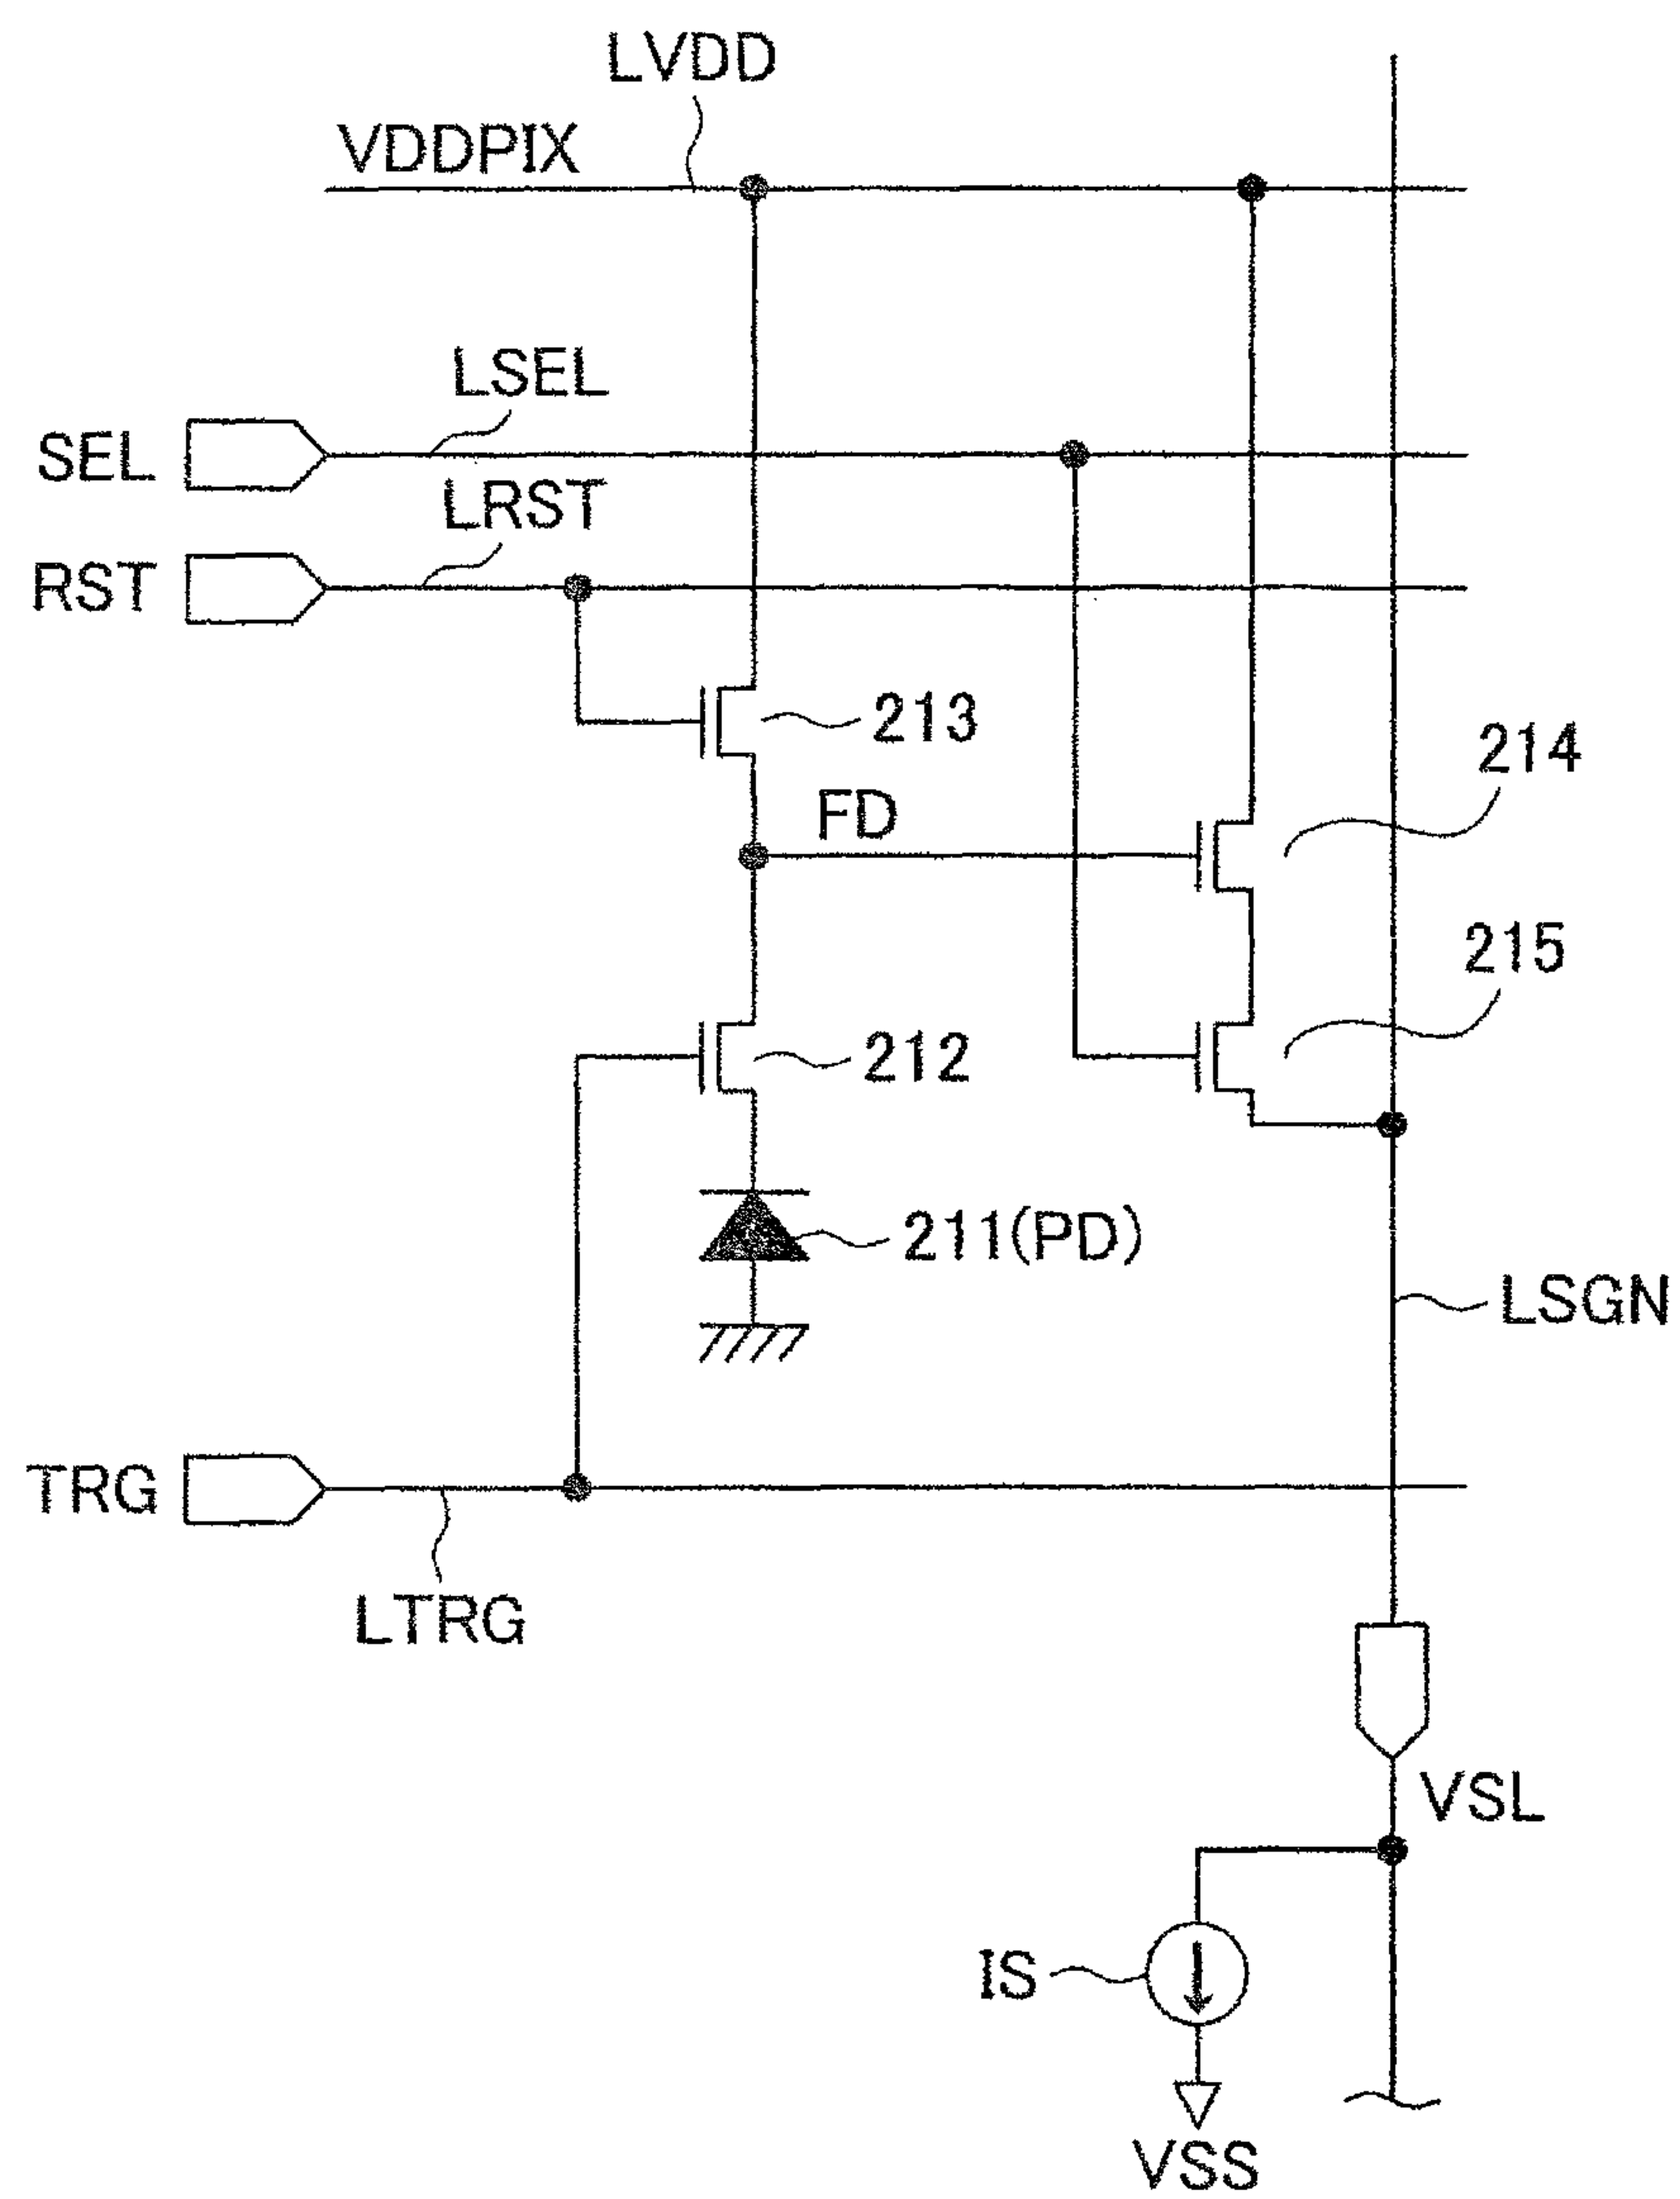 LVDD
VDDPIX
LSEL
SEL
LRST
RST
213
214
FD
215
212
211(PD)
LSGN
TRG
LTRG
VSL
IS
VSS